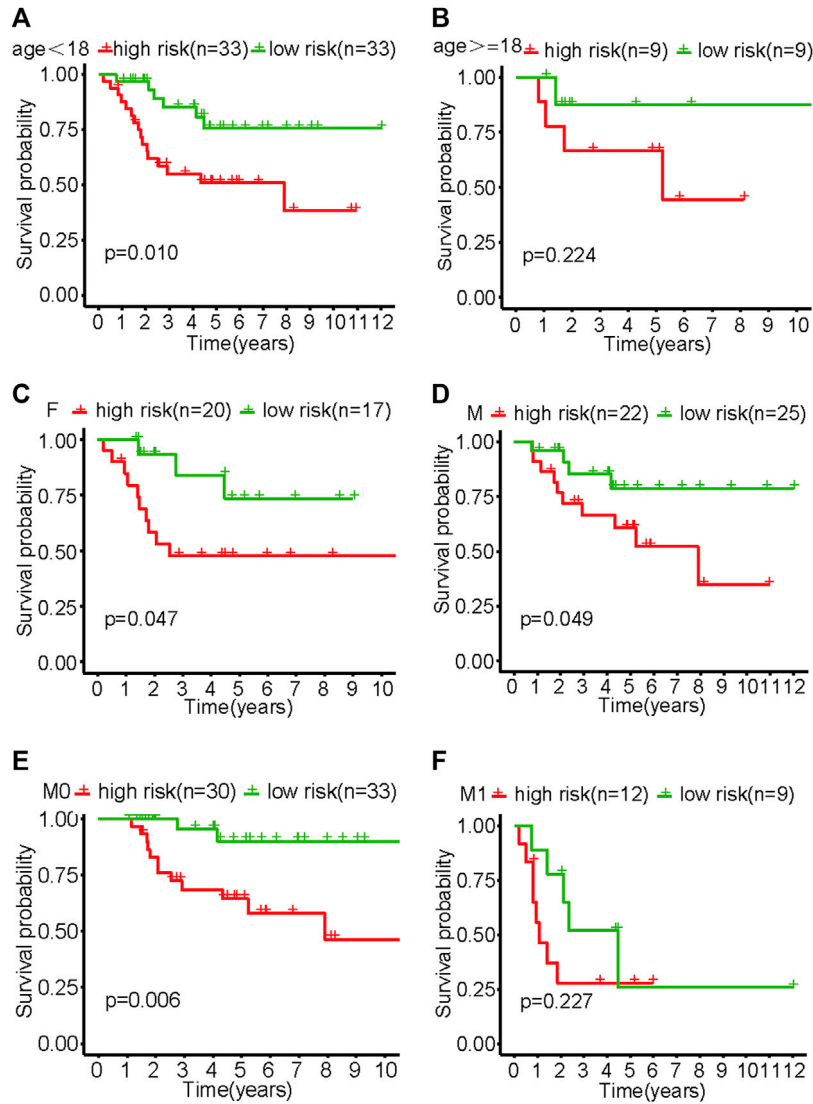 A
age<18 high risk(n=33) low risk(n=33)
Survival probability
1.00
0.75
0.50
0.25
0.00
p=0.010
0 1 2 3 4 5 6 7 8 9 10 11 12
Time(years)
B
age>=18 high risk(n=9) low risk(n=9)
Survival probability
1.00
0.75
0.50
0.25
0.00
p=0.224
0 1 2 3 4 5 6 7 8 9 10
Time(years)
C
F high risk(n=20) low risk(n=17)
Survival probability
1.00
0.75
0.50
0.25
0.00
p=0.047
0 1 2 3 4 5 6 7 8 9 10
Time(years)
D
M high risk(n=22) low risk(n=25)
Survival probability
1.00
0.75
0.50
0.25
0.00
p=0.049
0 1 2 3 4 5 6 7 8 9 10 11 12
Time(years)
E
M0 high risk(n=30) low risk(n=33)
Survival probability
1.00
0.75
0.50
0.25
0.00
p=0.006
0 1 2 3 4 5 6 7 8 9 10
Time(years)
F
M1 high risk(n=12) low risk(n=9)
Survival probability
1.00
0.75
0.50
0.25
0.00
p=0.227
0 1 2 3 4 5 6 7 8 9 10 11 12
Time(years)